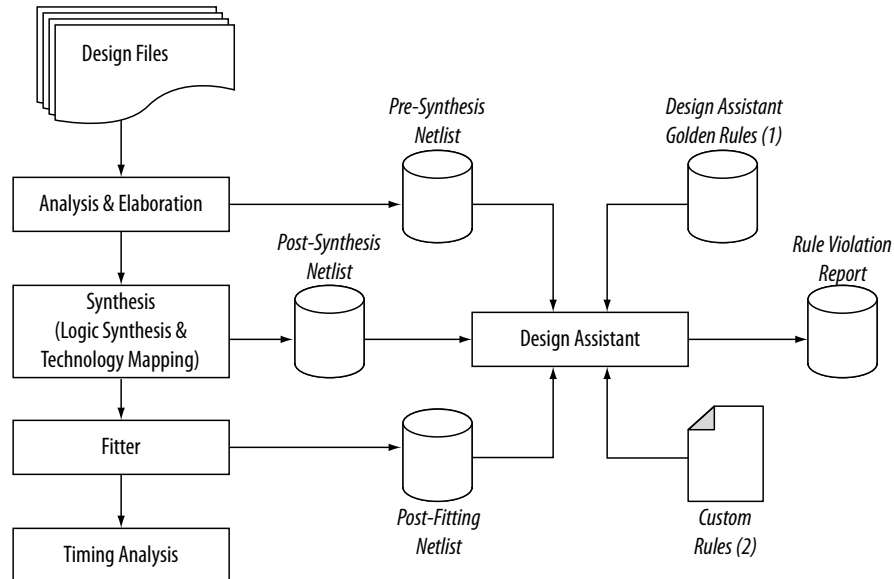 Design Files
Pre-Synthesis
Netlist
Design Assistant
Golden Rules (1)
Analysis & Elaboration
Post-Synthesis
Netlist
Rule Violation
Report
Synthesis
(Logic Synthesis &
Technology Mapping)
Design Assistant
Fitter
Post-Fitting
Netlist
Custom
Rules (2)
Timing Analysis